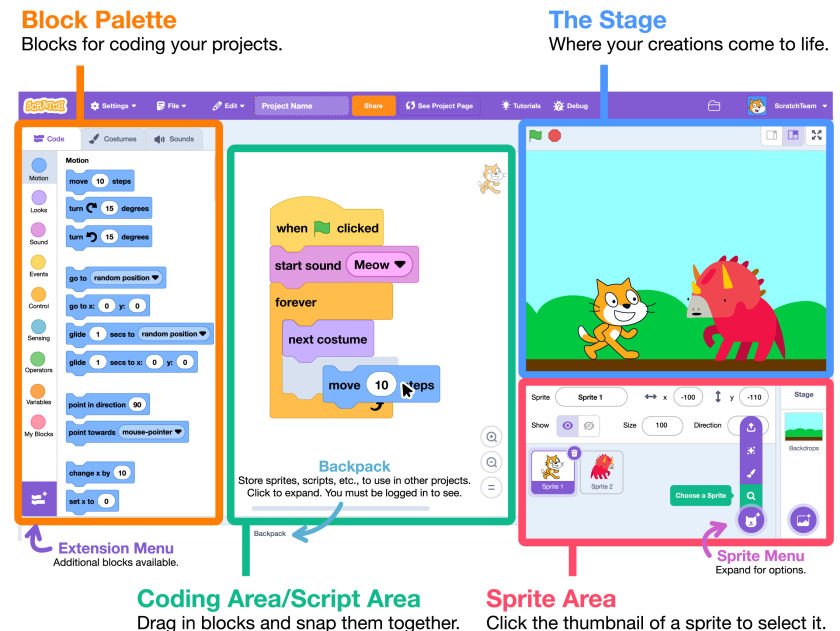 Block Palette
Blocks for coding your projects.
The Stage
Where your creations come to life.
SCRATCH
Settings
File
Edit
Project Name
Share
See Project Page
Tutorials
Debug
ScratchTeam
Code
Costumes
Sounds
Motion
Looks
Sound
Events
Control
Sensing
Operators
Variables
My Blocks
Motion
move 10 steps
turn 15 degrees
turn 15 degrees
go to random position
go to x: 0 y: 0
glide 1 secs to random position
glide 1 secs to x: 0 y: 0
point in direction 90
point towards mouse-pointer
change x by 10
set x to 0
when clicked
start sound Meow
forever
next costume
move 10 steps
Backpack
Store sprites, scripts, etc., to use in other projects.
Click to expand. You must be logged in to see.
Backpack
Sprite Sprite 1 x -100 y -110
Show Size 100 Direction
Sprite 1
Sprite 2
Choose a Sprite
Stage
Backdrops
Extension Menu
Additional blocks available.
Sprite Menu
Expand for options.
Coding Area/Script Area
Drag in blocks and snap them together.
Sprite Area
Click the thumbnail of a sprite to select it.